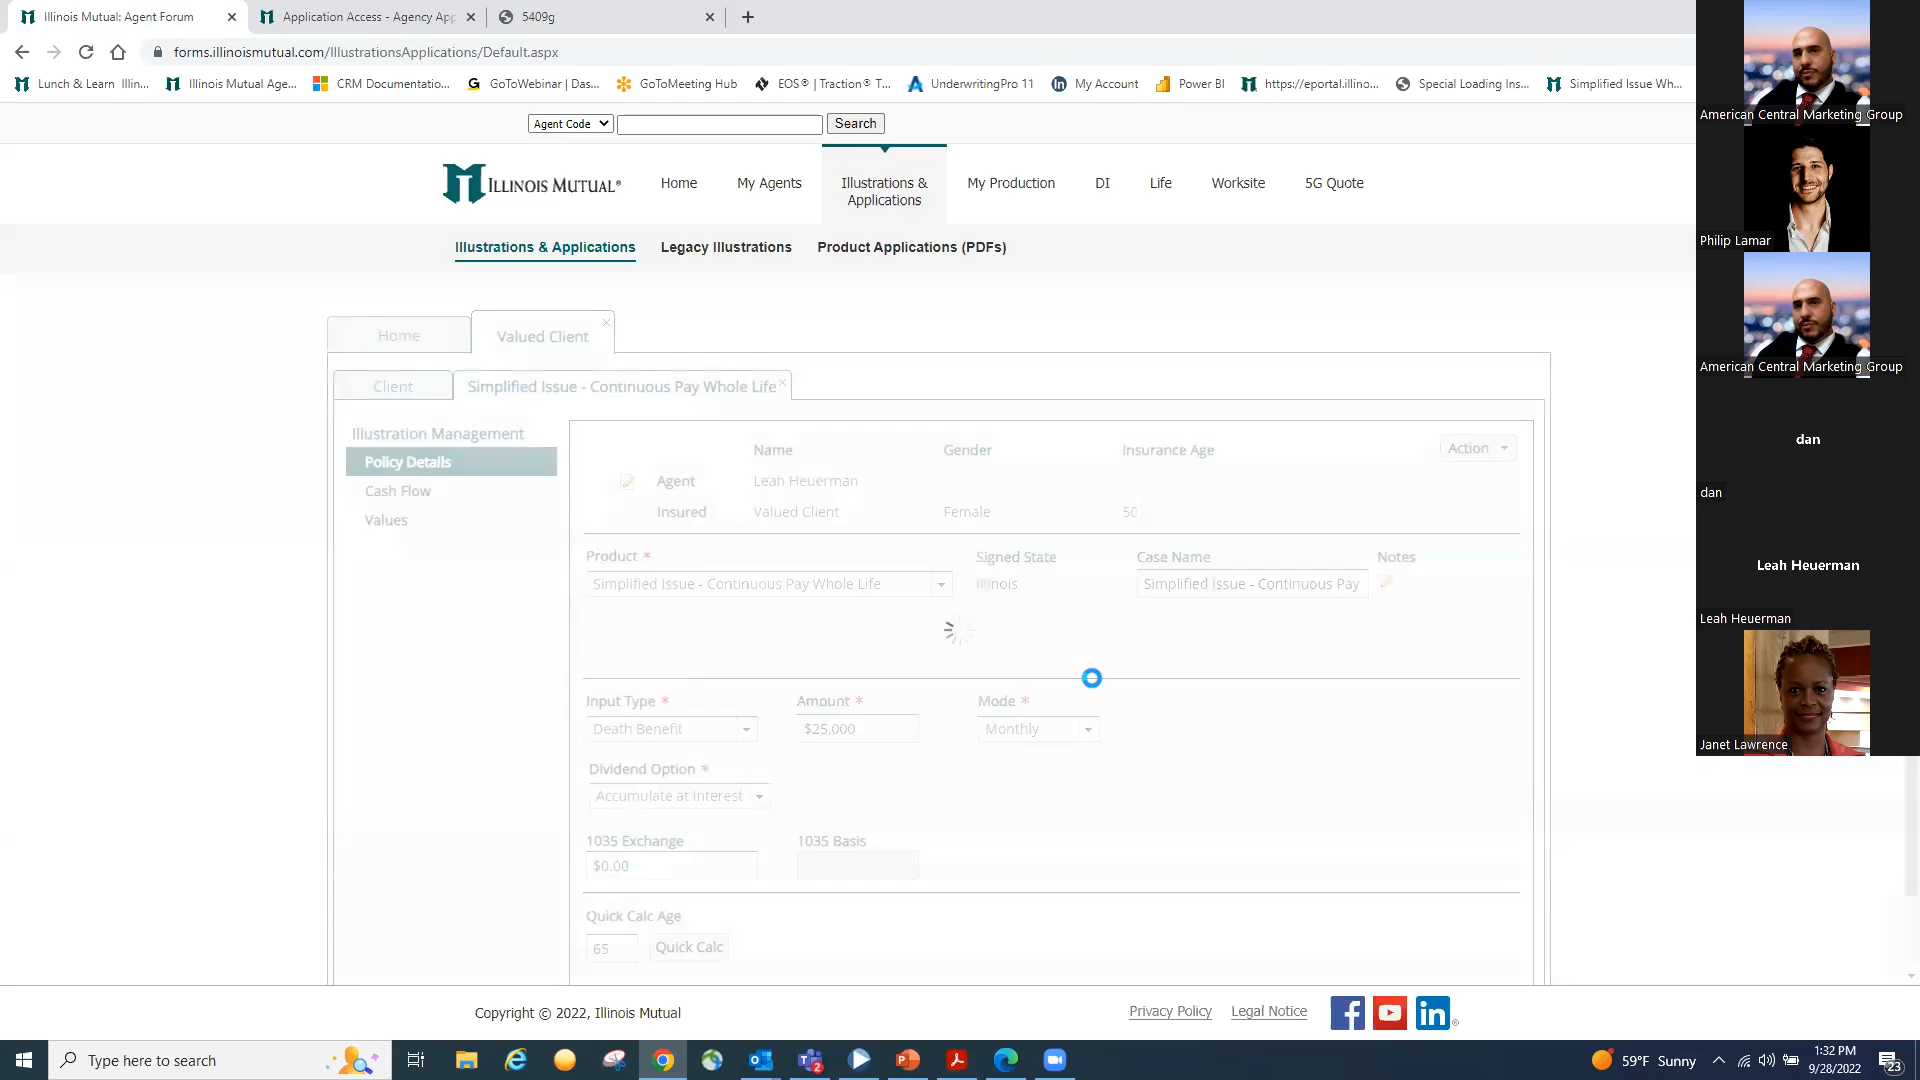 Illinois Mutual: Agent Forum
Application Access - Agency App
5409g
forms.illinoismutual.com/IllustrationsApplications/Default.aspx
Lunch & Learn Illin...
Illinois Mutual Age...
CRM Documentatio...
GoToWebinar | Das...
GoToMeeting Hub
EOS® | Traction® T...
UnderwritingPro 11
My Account
Power BI
https://eportal.illino...
Special Loading Ins...
Simplified Issue Wh...
Agent Code
Search
ILLINOIS MUTUAL®
Home
My Agents
Illustrations &
Applications
My Production
DI
Life
Worksite
5G Quote
Illustrations & Applications
Legacy Illustrations
Product Applications (PDFs)
Home
Valued Client
Client
Simplified Issue - Continuous Pay Whole Life
Illustration Management
Policy Details
Cash Flow
Values
Name
Gender
Insurance Age
Action
Agent
Leah Heuerman
Insured
Valued Client
Female
50
Product *
Signed State
Case Name
Notes
Simplified Issue - Continuous Pay Whole Life
Illinois
Simplified Issue - Continuous Pay
Input Type *
Amount *
Mode *
Death Benefit
$25,000
Monthly
Dividend Option *
Accumulate at Interest
1035 Exchange
1035 Basis
$0.00
Quick Calc Age
65
Quick Calc
Copyright © 2022, Illinois Mutual
Privacy Policy
Legal Notice
American Central Marketing Group
Philip Lamar
American Central Marketing Group
dan
dan
Leah Heuerman
Leah Heuerman
Janet Lawrence
Type here to search
59°F Sunny
1:32 PM
9/28/2022
23